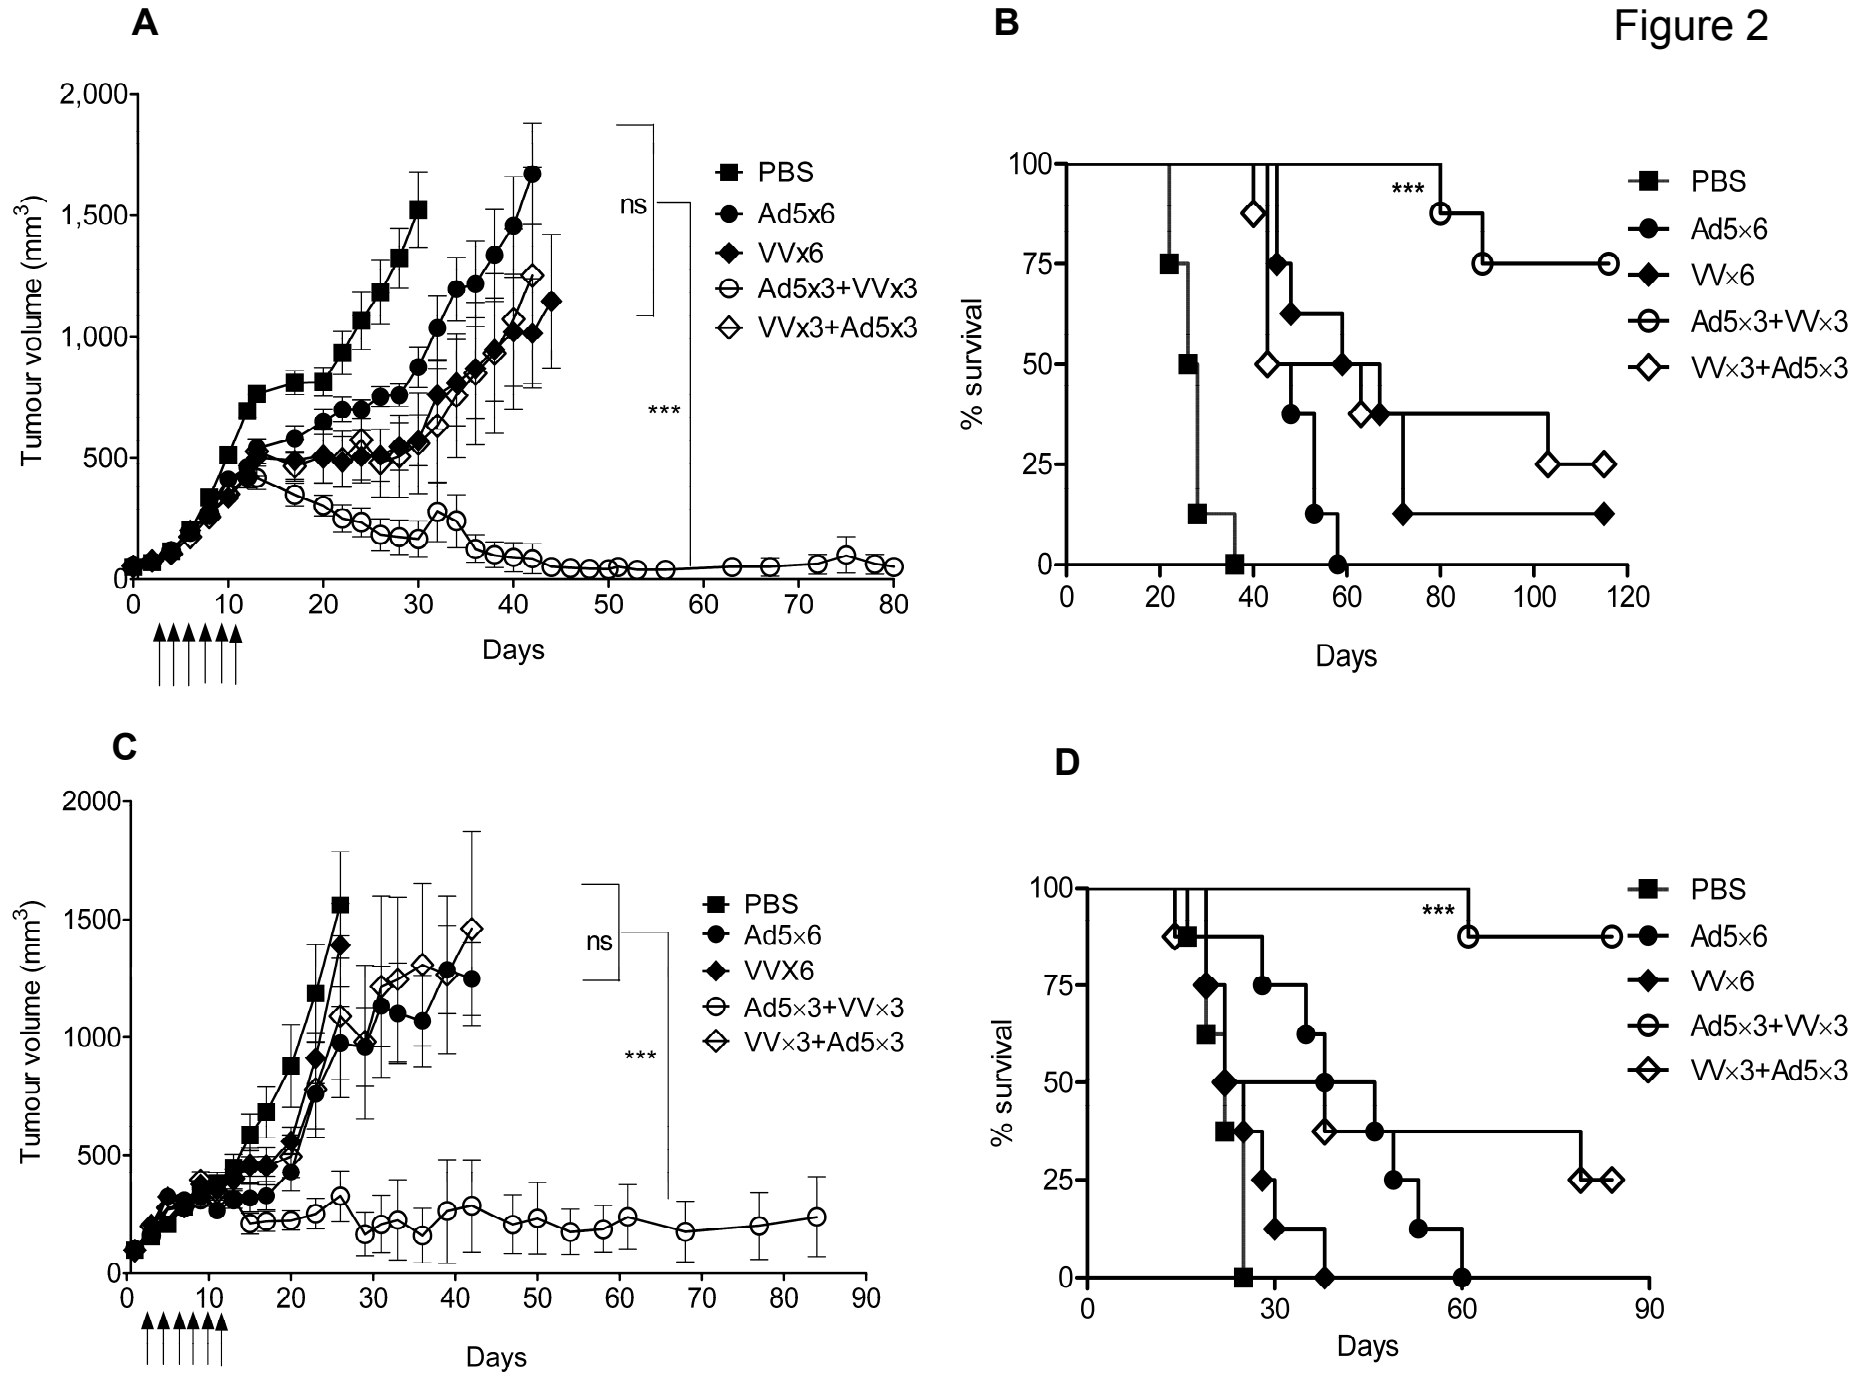 Figure 2
A
2,000
1,500
1,000
500
0
Tumour volume (mm3)
0 10 20 30 40 50 60 70 80
Days
PBS
Ad5x6
VVx6
Ad5x3+VVx3
VVx3+Ad5x3
ns
***
B
100
75
50
25
0
% survival
0 20 40 60 80 100 120
Days
***
PBS
Ad5×6
VV×6
Ad5×3+VV×3
VV×3+Ad5×3
C
2000
1500
1000
500
0
Tumour volume (mm3)
0 10 20 30 40 50 60 70 80 90
Days
PBS
Ad5×6
VVX6
Ad5×3+VV×3
VV×3+Ad5×3
ns
***
D
100
75
50
25
0
% survival
0 30 60 90
Days
***
PBS
Ad5×6
VV×6
Ad5×3+VV×3
VV×3+Ad5×3